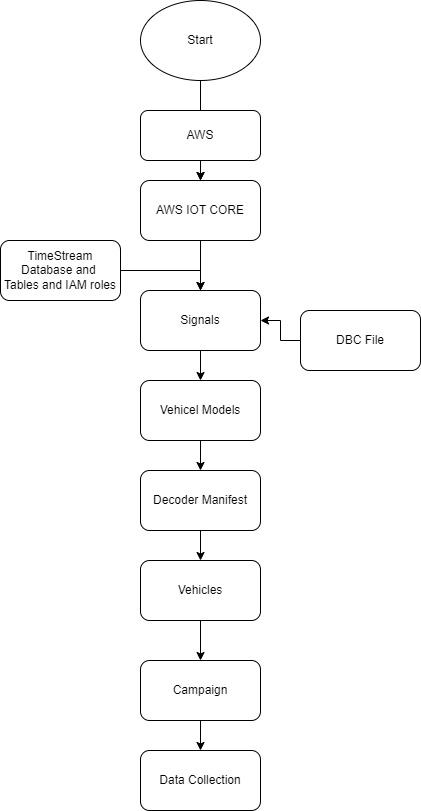 Start
AWS
AWS IOT CORE
TimeStream
Database and
Tables and IAM roles
Signals
DBC File
Vehicel Models
Decoder Manifest
Vehicles
Campaign
Data Collection